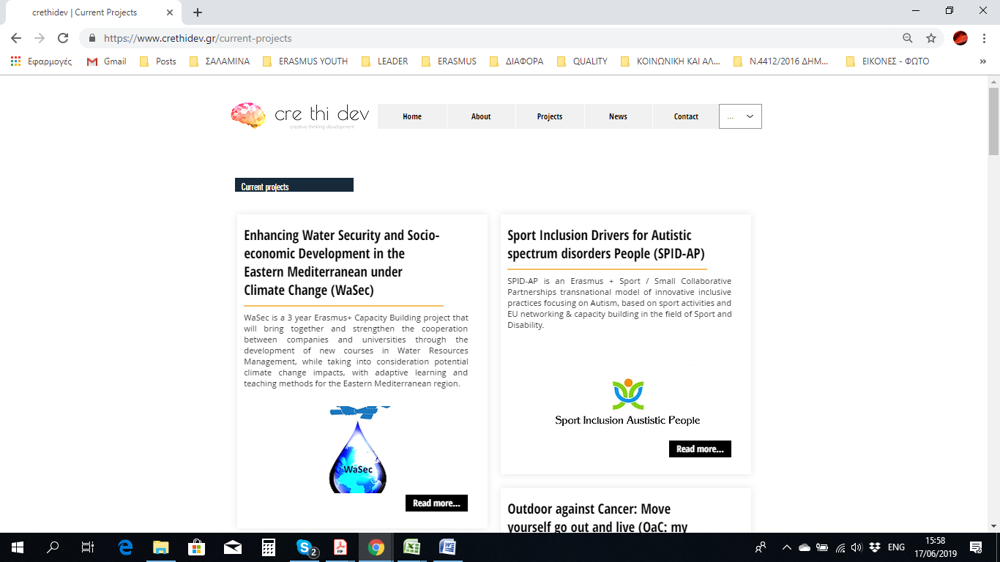 crethidev | Current Projects
https://www.crethidev.gr/current-projects
Εφαρμογές Gmail Posts ΣΑΛΑΜΙΝΑ ERASMUS YOUTH LEADER ERASMUS ΔΙΑΦΟΡΑ QUALITY ΚΟΙΝΩΝΙΚΗ ΚΑΙ ΑΛ... Ν.4412/2016 ΔΗΜ... ΕΙΚΟΝΕΣ - ΦΩΤΟ »
cre thi dev
creative thinking development
Home About Projects News Contact ...
Current projects
Enhancing Water Security and Socio-
economic Development in the
Eastern Mediterranean under
Climate Change (WaSec)
WaSec is a 3 year Erasmus+ Capacity Building project that
will bring together and strengthen the cooperation
between companies and universities through the
development of new courses in Water Resources
Management, while taking into consideration potential
climate change impacts, with adaptive learning and
teaching methods for the Eastern Mediterranean region.
WaSec
Read more...
Sport Inclusion Drivers for Autistic
spectrum disorders People (SPID-AP)
SPID-AP is an Erasmus + Sport / Small Collaborative
Partnerships transnational model of innovative inclusive
practices focusing on Autism, based on sport activities and
EU networking & capacity building in the field of Sport and
Disability.
Sport Inclusion Austistic People
Read more...
Outdoor against Cancer: Move
yourself go out and live (OaC: my
2
ENG
15:58
17/06/2019